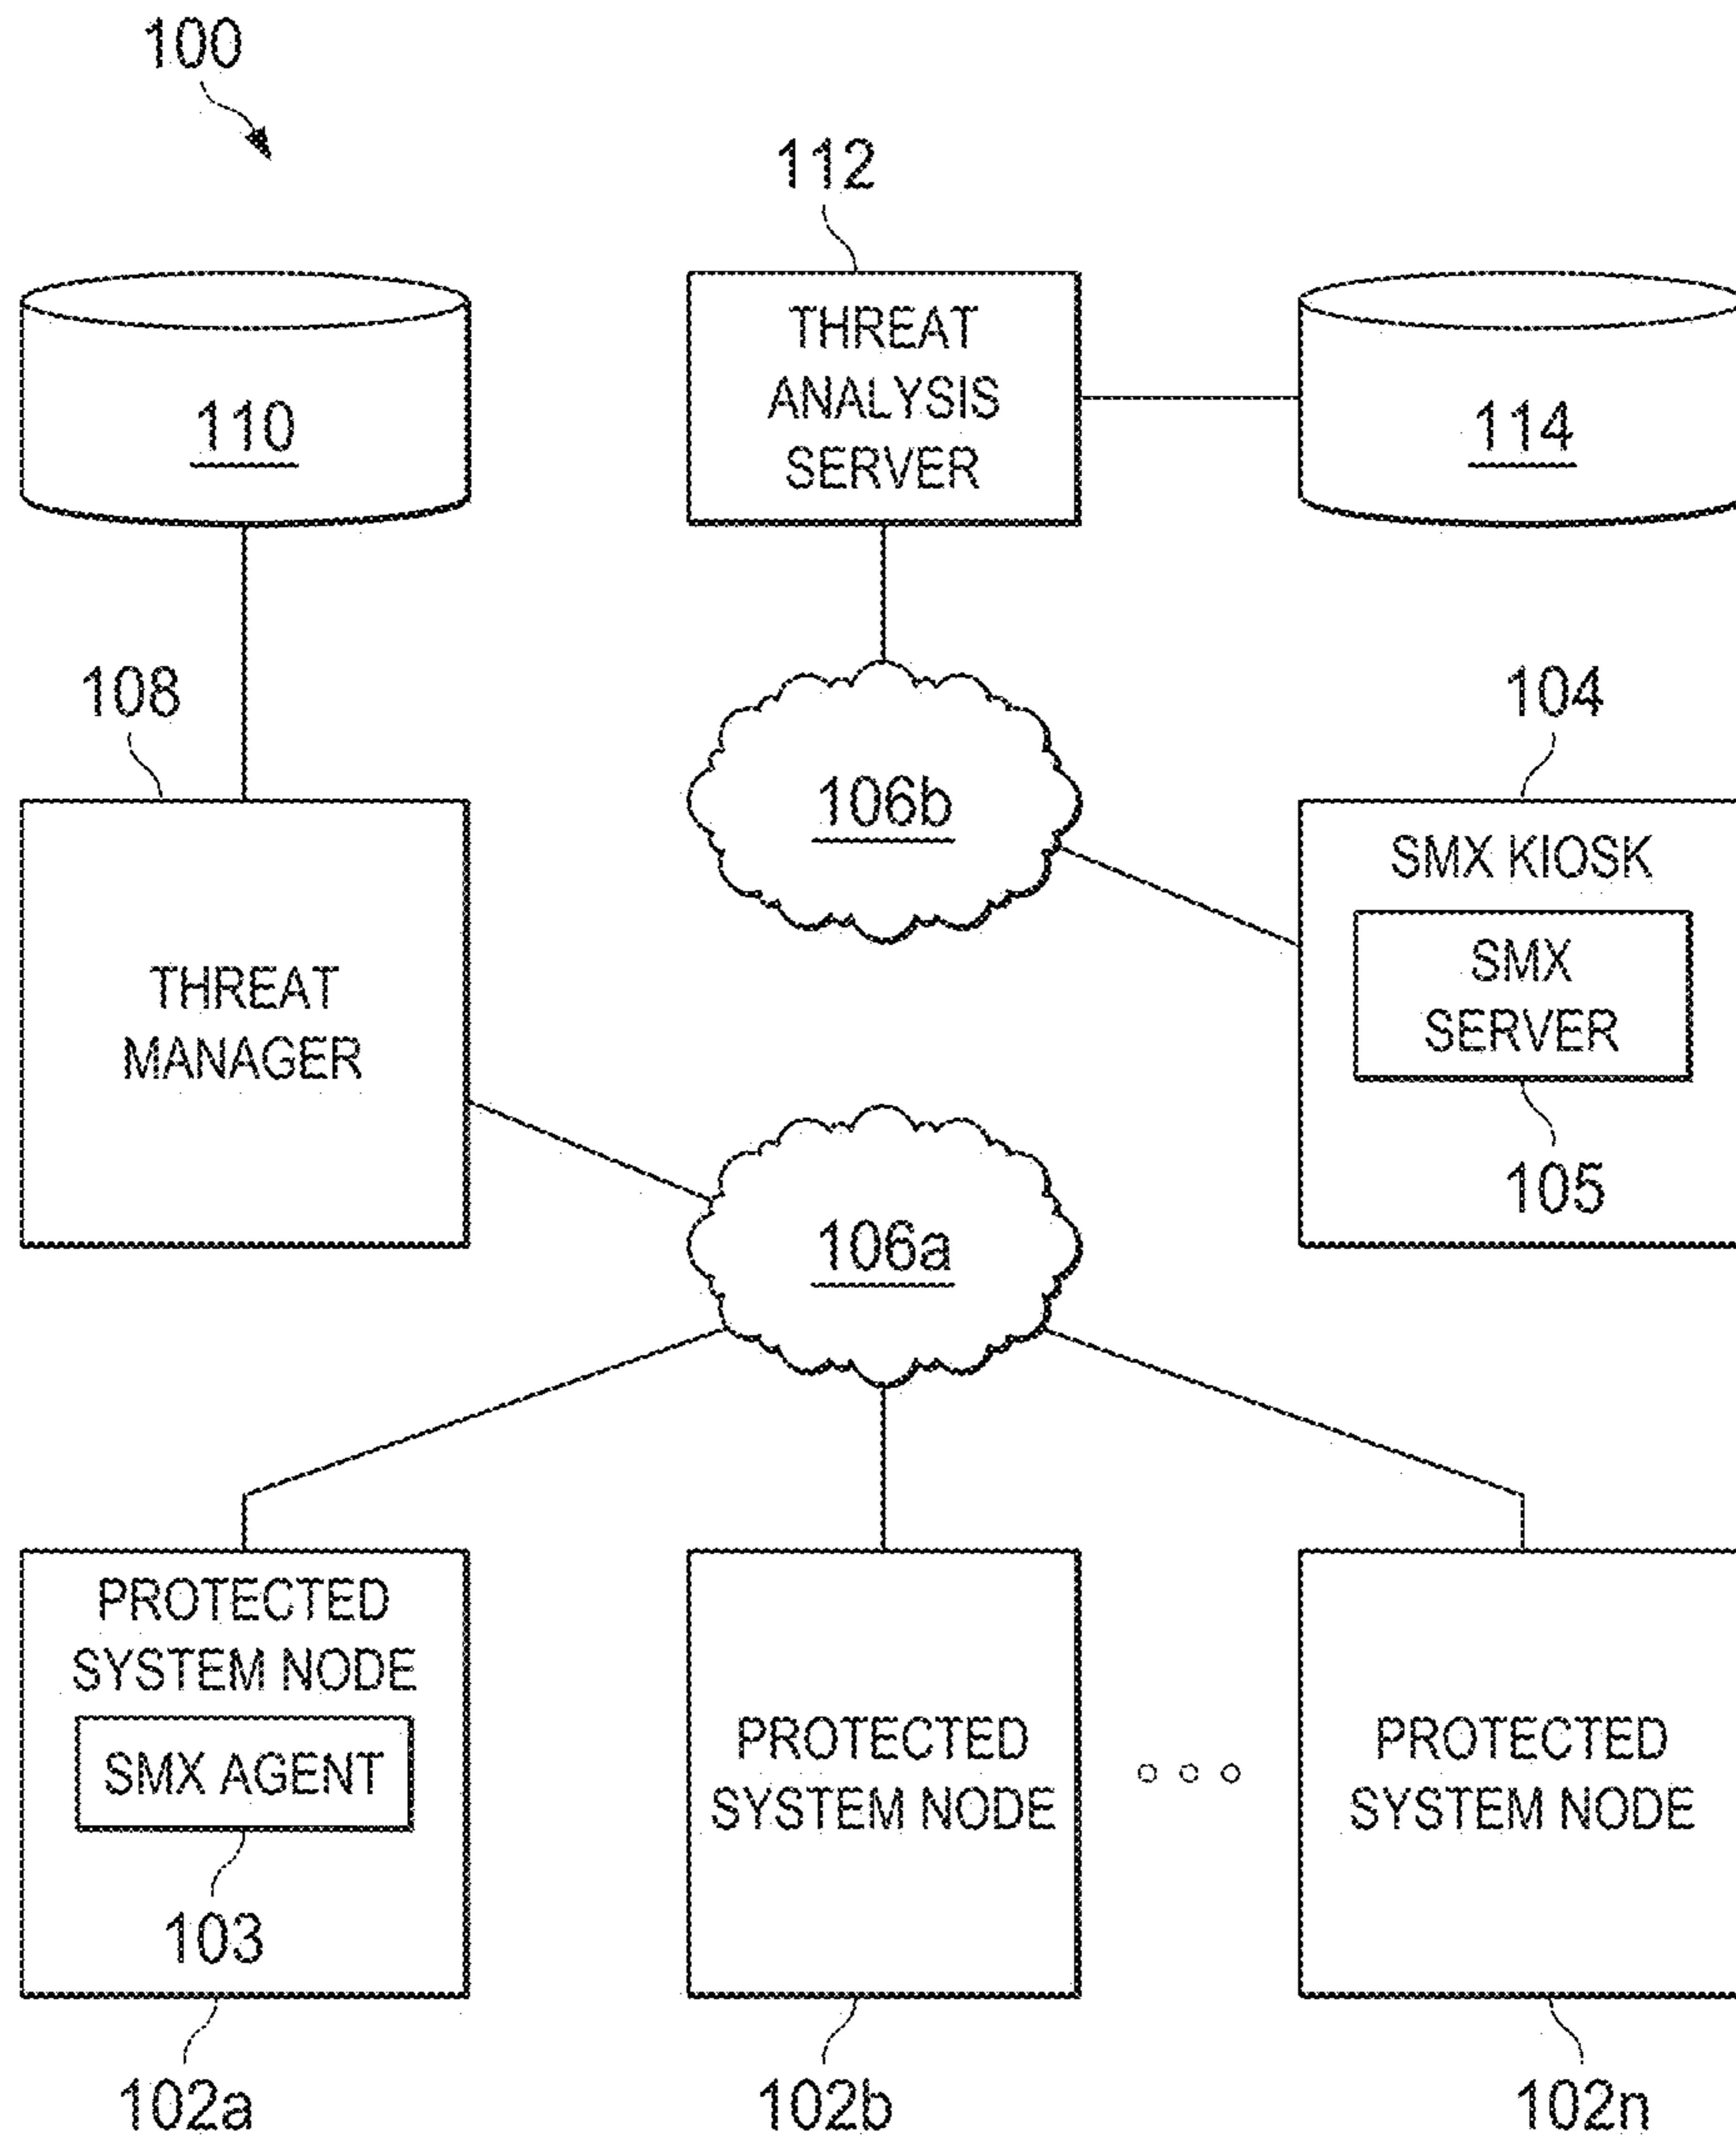 100
112
THREAT
ANALYSIS
SERVER
110
114
108
106b
104
SMX KIOSK
SMX
SERVER
105
THREAT
MANAGER
106a
PROTECTED
SYSTEM NODE
SMX AGENT
103
PROTECTED
SYSTEM NODE
PROTECTED
SYSTEM NODE
102a
102b
102n